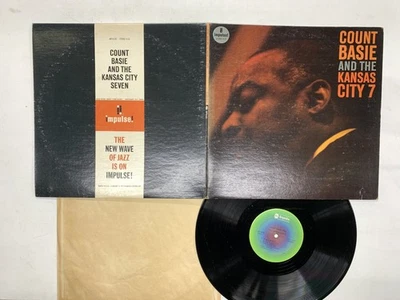 COUNT
BASIE
AND THE
KANSAS CITY
SEVEN
impulse!
THE
NEW WAVE
OF JAZZ
IS ON
IMPULSE!
impulse!
COUNT
BASIE
AND THE
KANSAS
CITY 7